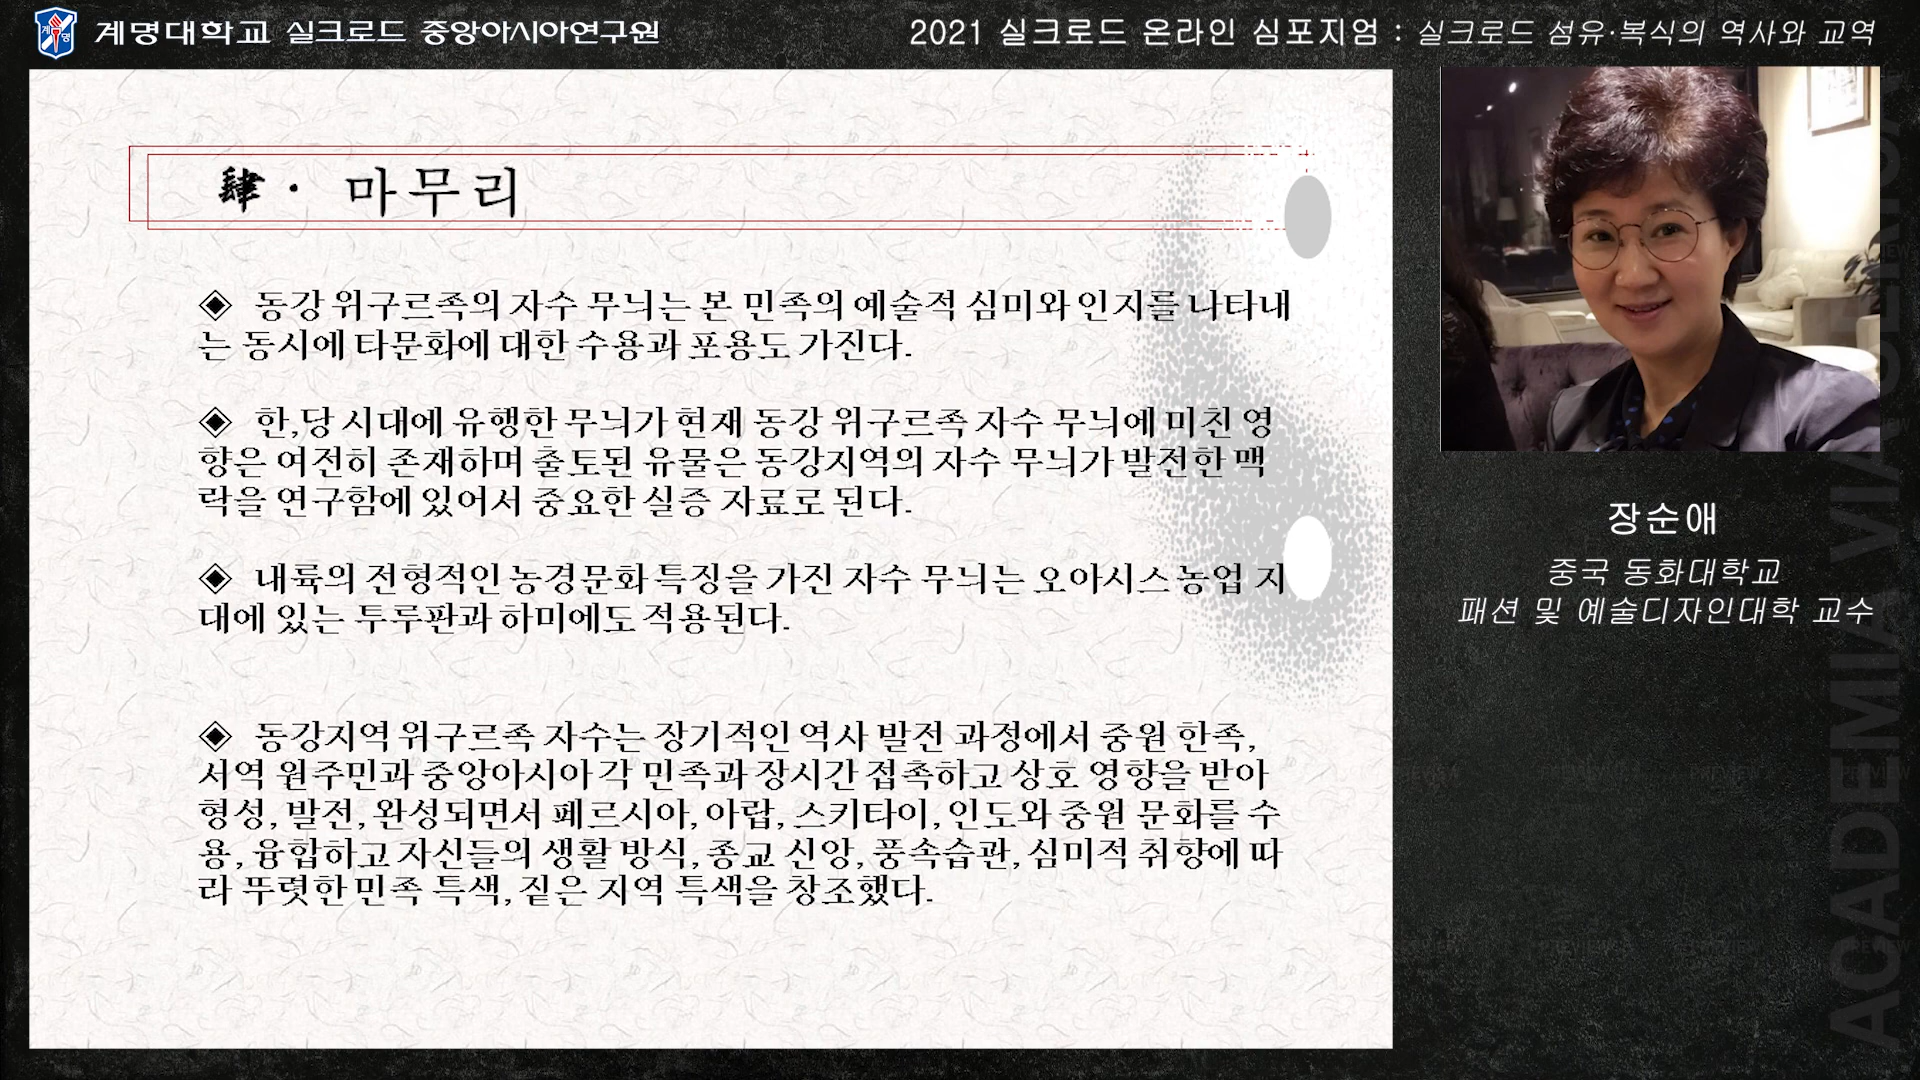 계명대학교 실크로드 중앙아시아연구원
2021 실크로드 온라인 심포지엄 : 실크로드 섬유·복식의 역사와 교역
肆· 마무리
◈ 동강 위구르족의 자수 무늬는 본 민족의 예술적 심미와 인지를 나타내
는 동시에 타문화에 대한 수용과 포용도 가진다.
◈ 한,당 시대에 유행한 무늬가 현재 동강 위구르족 자수 무늬에 미친 영
향은 여전히 존재하며 출토된 유물은 동강지역의 자수 무늬가 발전한 맥
락을 연구함에 있어서 중요한 실증 자료로 된다.
◈ 내륙의 전형적인 농경문화 특징을 가진 자수 무늬는 오아시스 농업 지
대에 있는 투루판과 하미에도 적용된다.
◈ 동강지역 위구르족 자수는 장기적인 역사 발전 과정에서 중원 한족,
서역 원주민과 중앙아시아 각 민족과 장시간 접촉하고 상호 영향을 받아
형성, 발전, 완성되면서 페르시아, 아랍, 스키타이, 인도와 중원 문화를 수
용, 융합하고 자신들의 생활 방식, 종교 신앙, 풍속습관, 심미적 취향에 따
라 뚜렷한 민족 특색, 짙은 지역 특색을 창조했다.
장순애
중국 동화대학교
패션 및 예술디자인대학 교수
ACADEMIA VIA SERICA